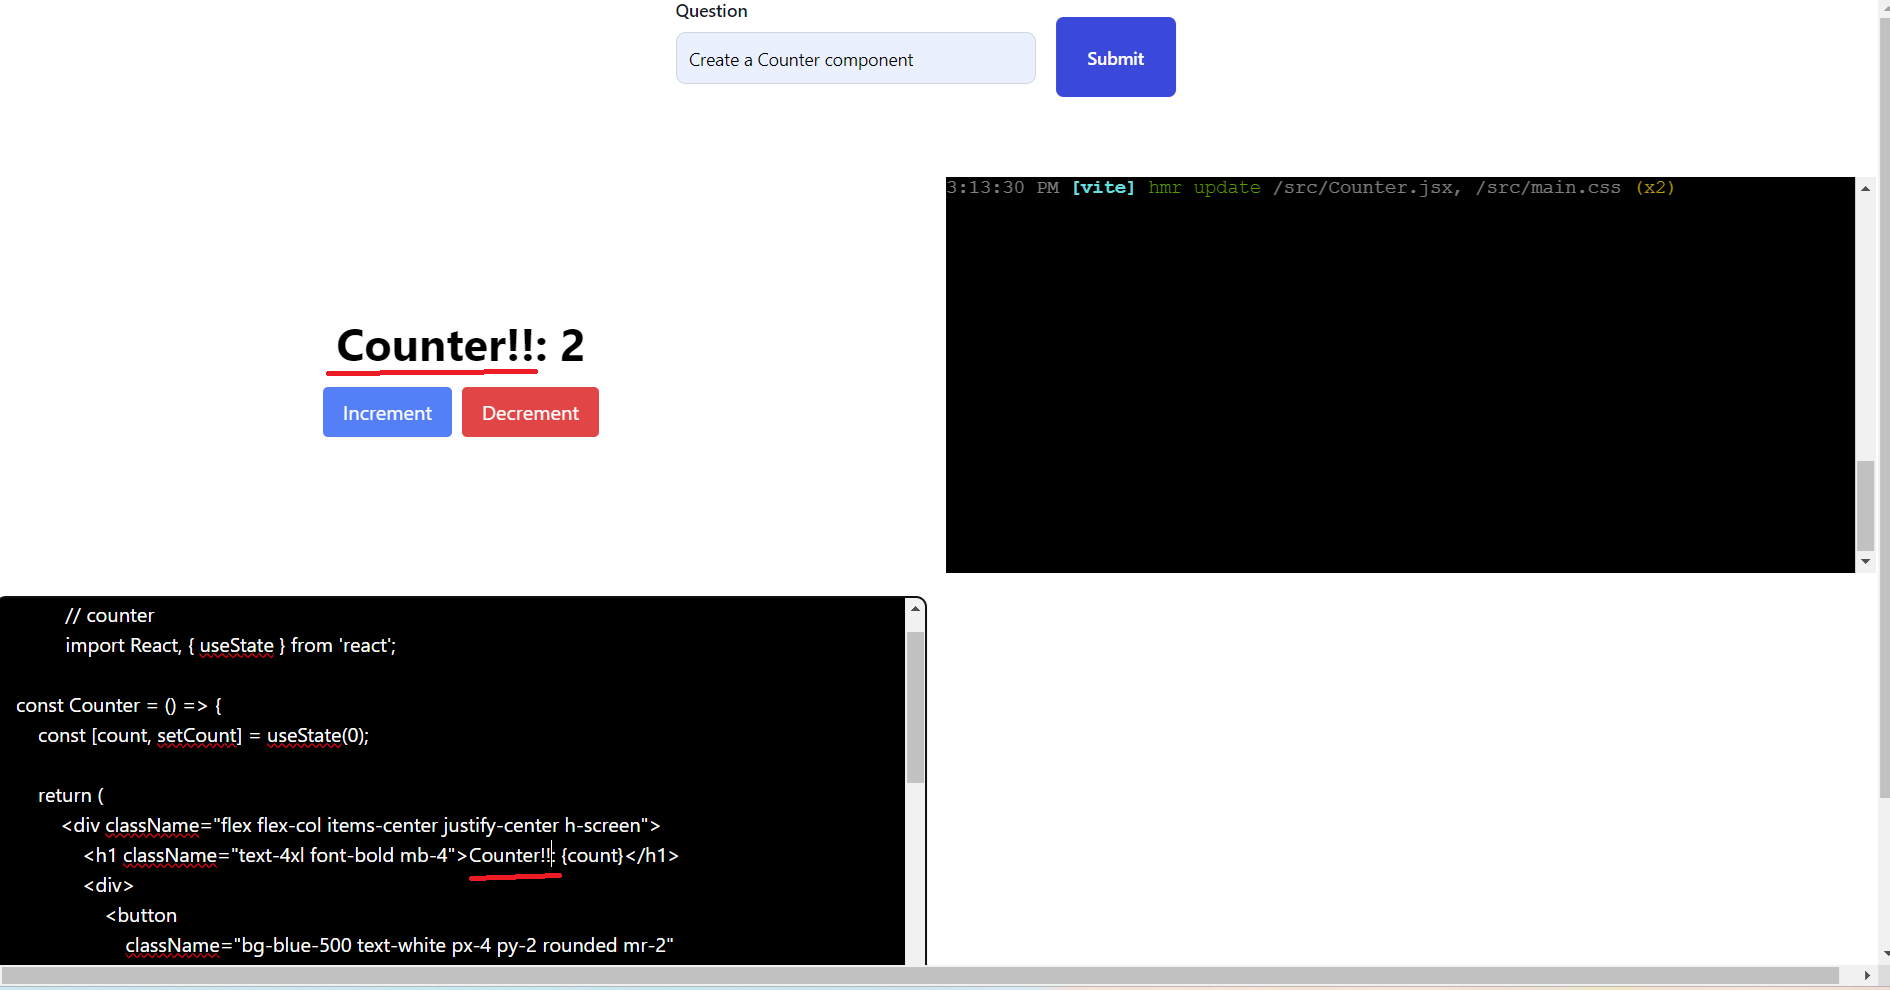 Question
Create a Counter component
Submit
3:13:30 PM [vite] hmr update /src/Counter.jsx, /src/main.css (x2)
Counter!!: 2
Increment
Decrement
// counter
import React, { useState } from 'react';
const Counter = () => {
const [count, setCount] = useState(0);
return (
<div className="flex flex-col items-center justify-center h-screen">
<h1 className="text-4xl font-bold mb-4">Counter!!: {count}</h1>
<div>
<button
className="bg-blue-500 text-white px-4 py-2 rounded mr-2"